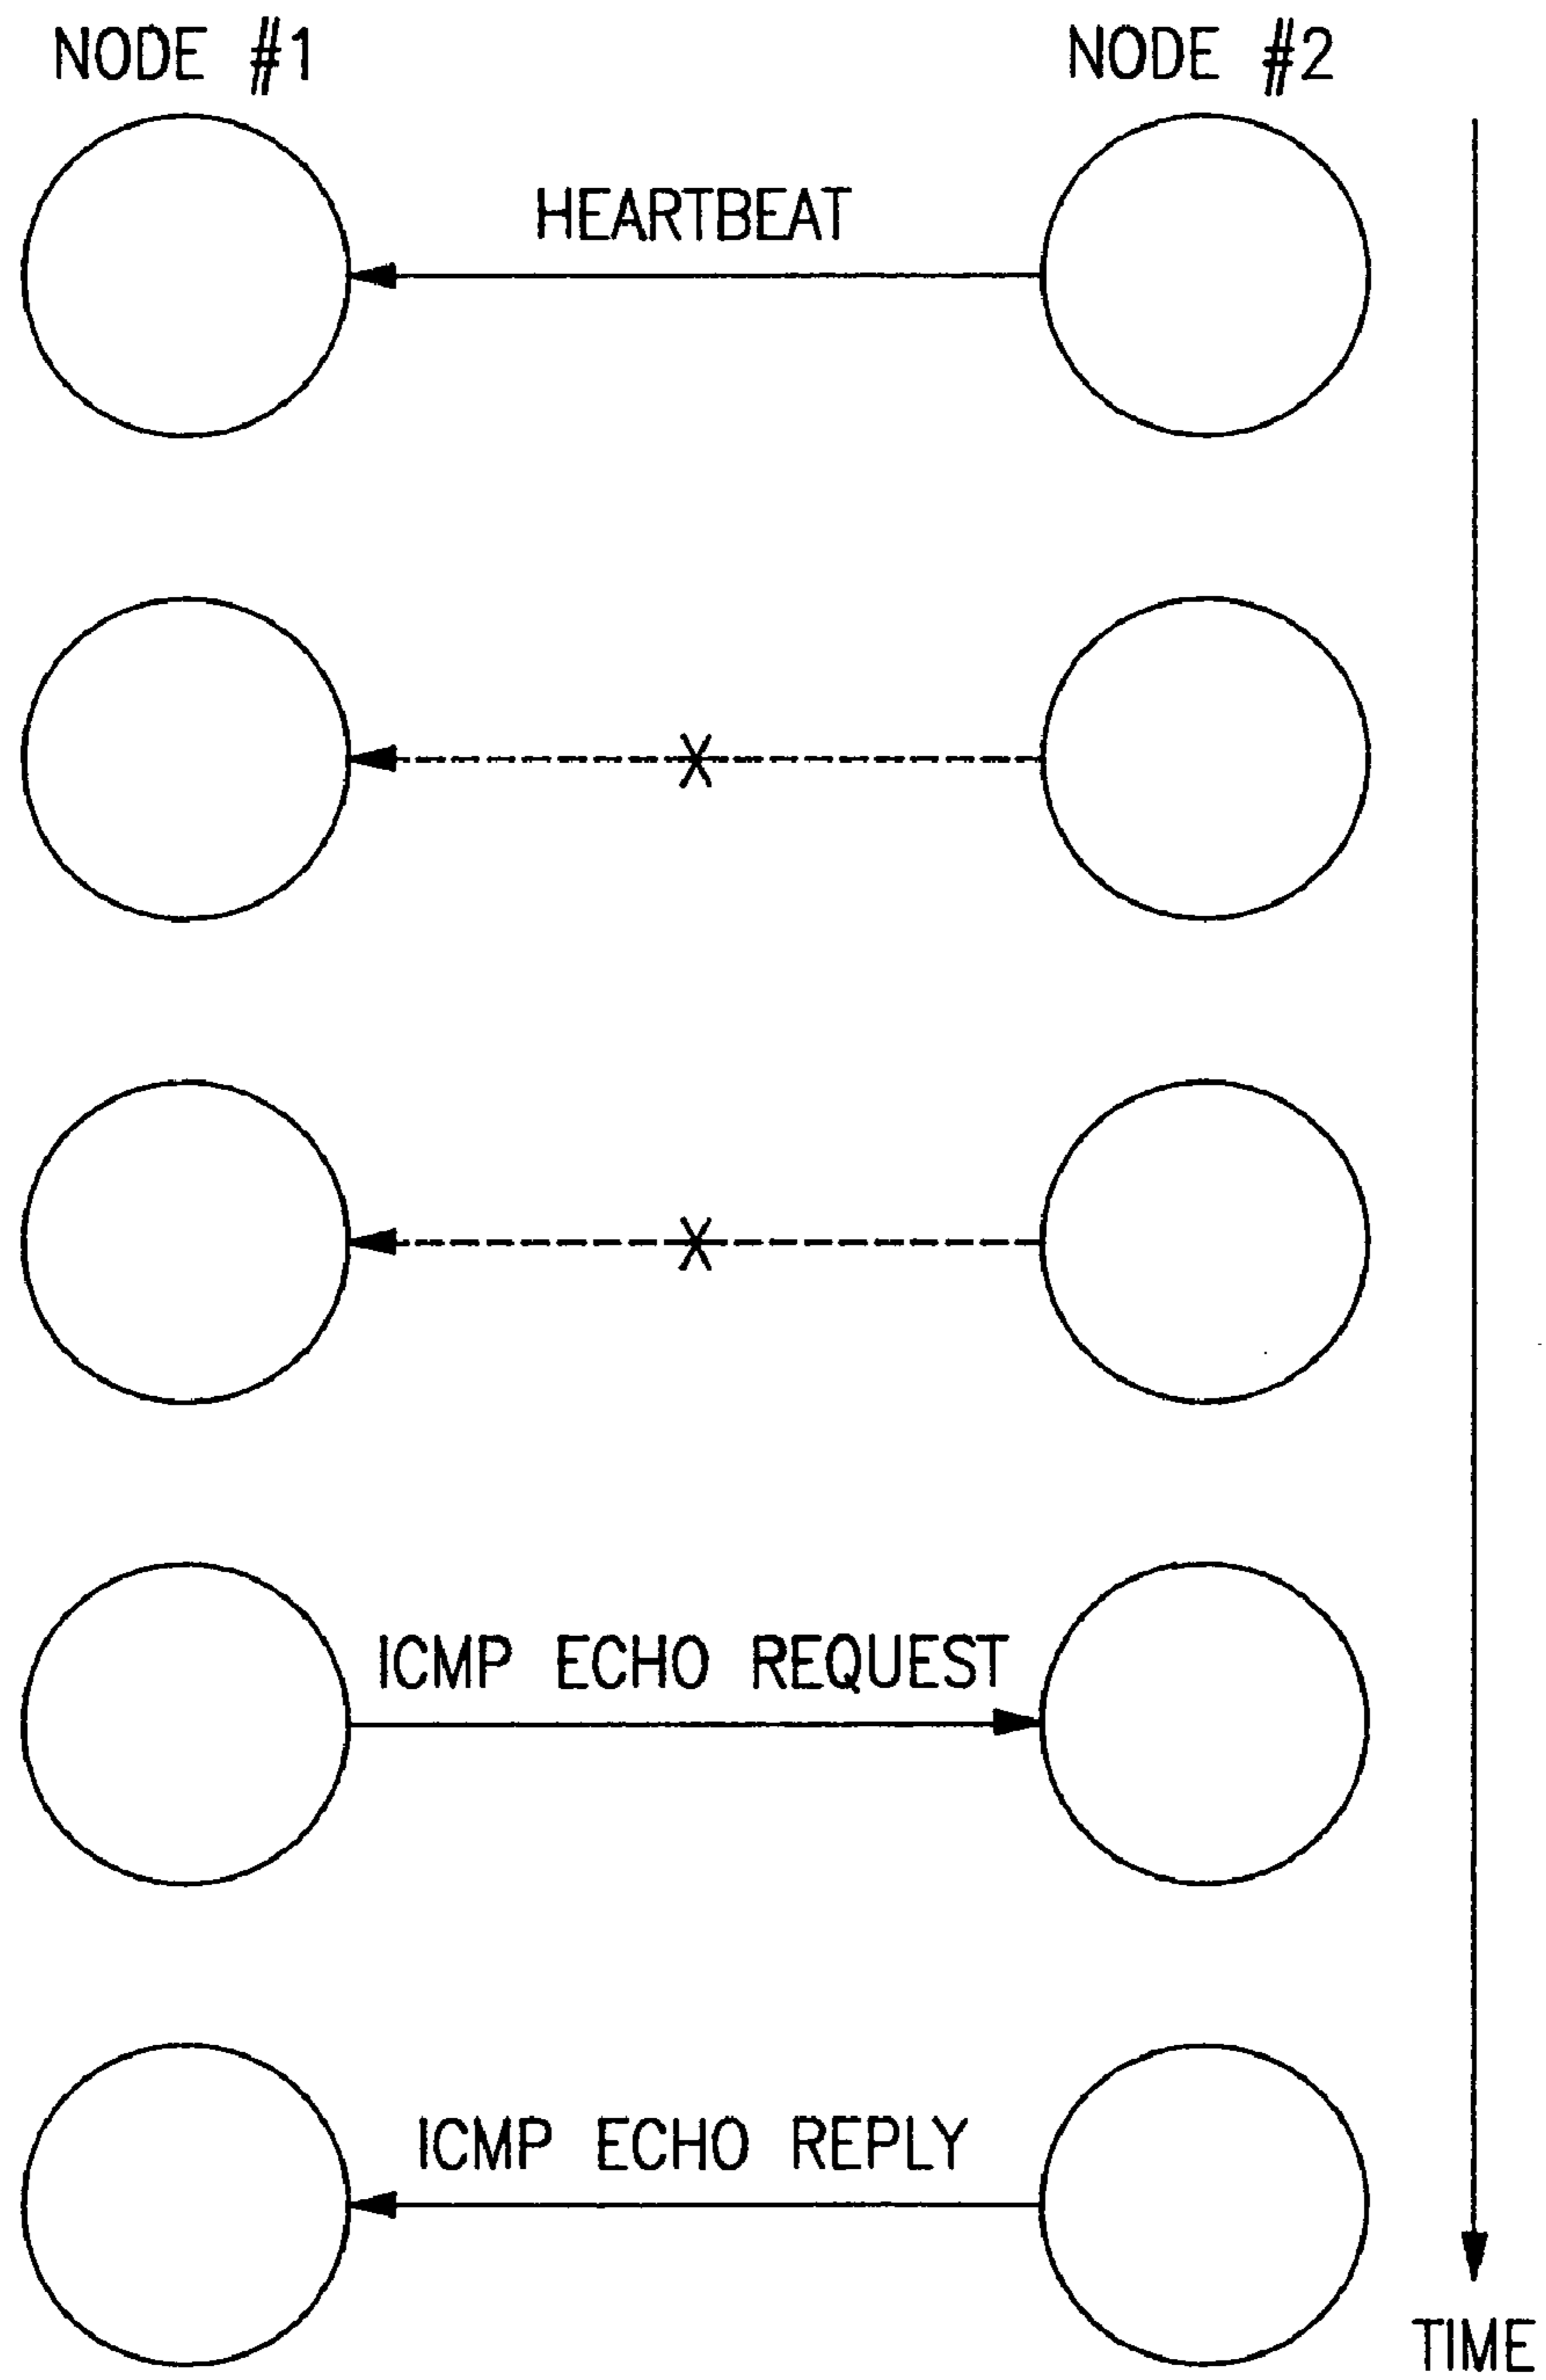 NODE #1
NODE #2
HEARTBEAT
X
X
ICMP ECHO REQUEST
ICMP ECHO REPLY
TIME